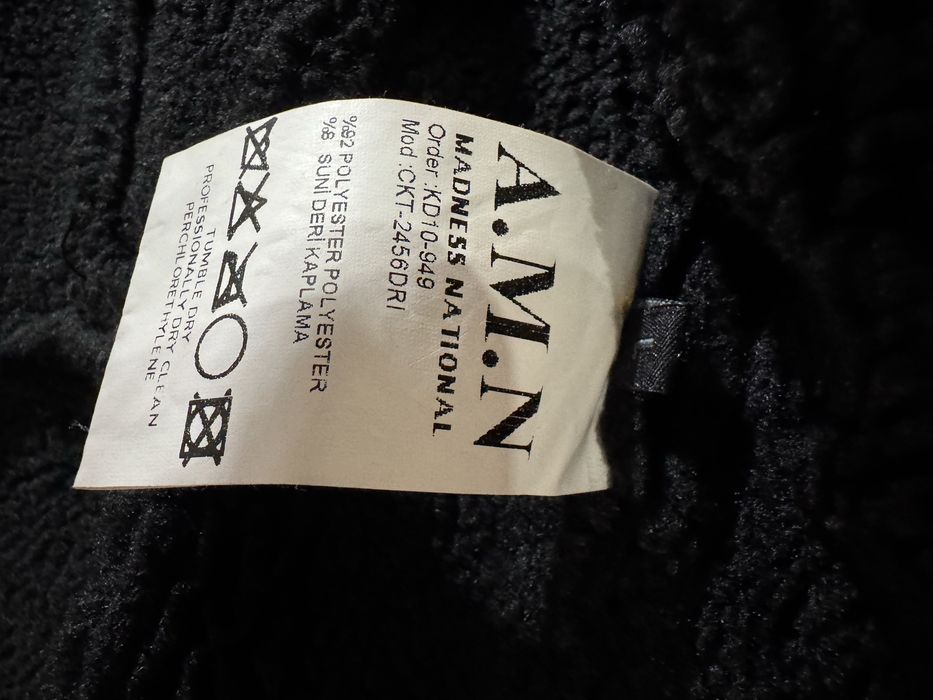 A.M.N
MADNESS NATIONAL
Order :KD10-949
Mod :CKT-2456DRI
%92 POLYESTER POLYESTER
%8 SUNİ DERİ KAPLAMA
TUMBLE DRY
PROFESSIONALLY DRY CLEAN
PERCHLORETHYLENE